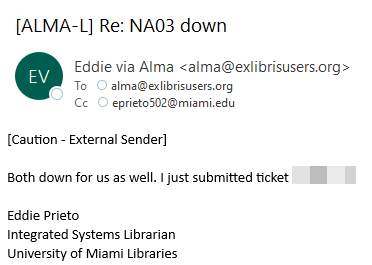 [ALMA-L] Re: NA03 down
EV
Eddie via Alma <alma@exlibrisusers.org>
To alma@exlibrisusers.org
Cc eprieto502@miami.edu
[Caution - External Sender]
Both down for us as well. I just submitted ticket
Eddie Prieto
Integrated Systems Librarian
University of Miami Libraries